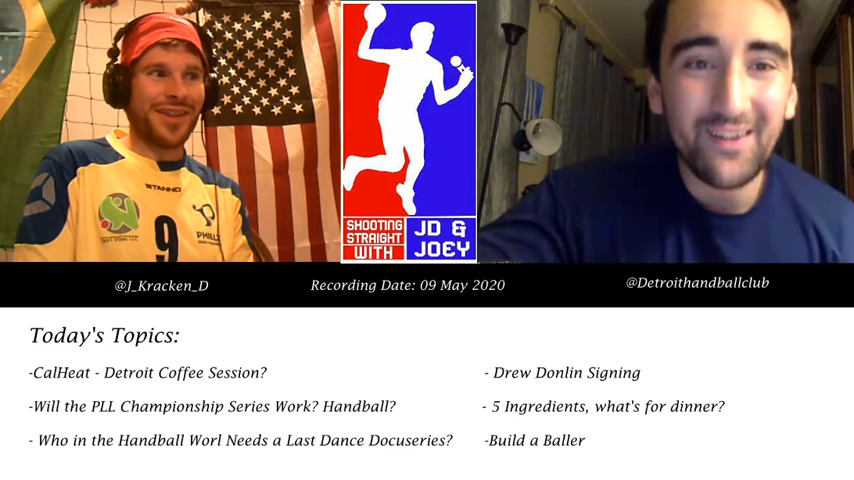 STANNO
9
PHILLY
SHOOTING
STRAIGHT
WITH
JD &
JOEY
@J_Kracken_D
Recording Date: 09 May 2020
@Detroithandballclub
Today's Topics:
-CalHeat - Detroit Coffee Session?
- Drew Donlin Signing
-Will the PLL Championship Series Work? Handball?
- 5 Ingredients, what's for dinner?
- Who in the Handball Worl Needs a Last Dance Docuseries?
-Build a Baller